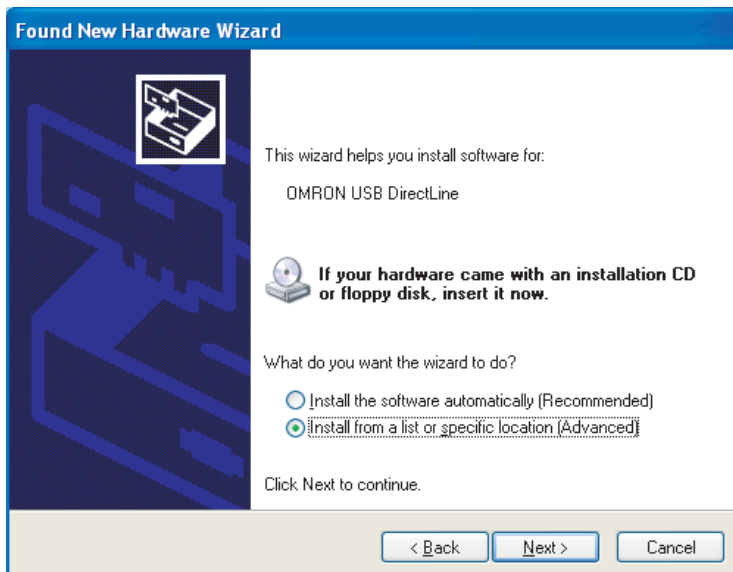 Found New Hardware Wizard
This wizard helps you install software for:
OMRON USB DirectLine
If your hardware came with an installation CD
or floppy disk, insert it now.
What do you want the wizard to do?
Install the software automatically (Recommended)
Install from a list or specific location (Advanced)
Click Next to continue.
< Back Next > Cancel